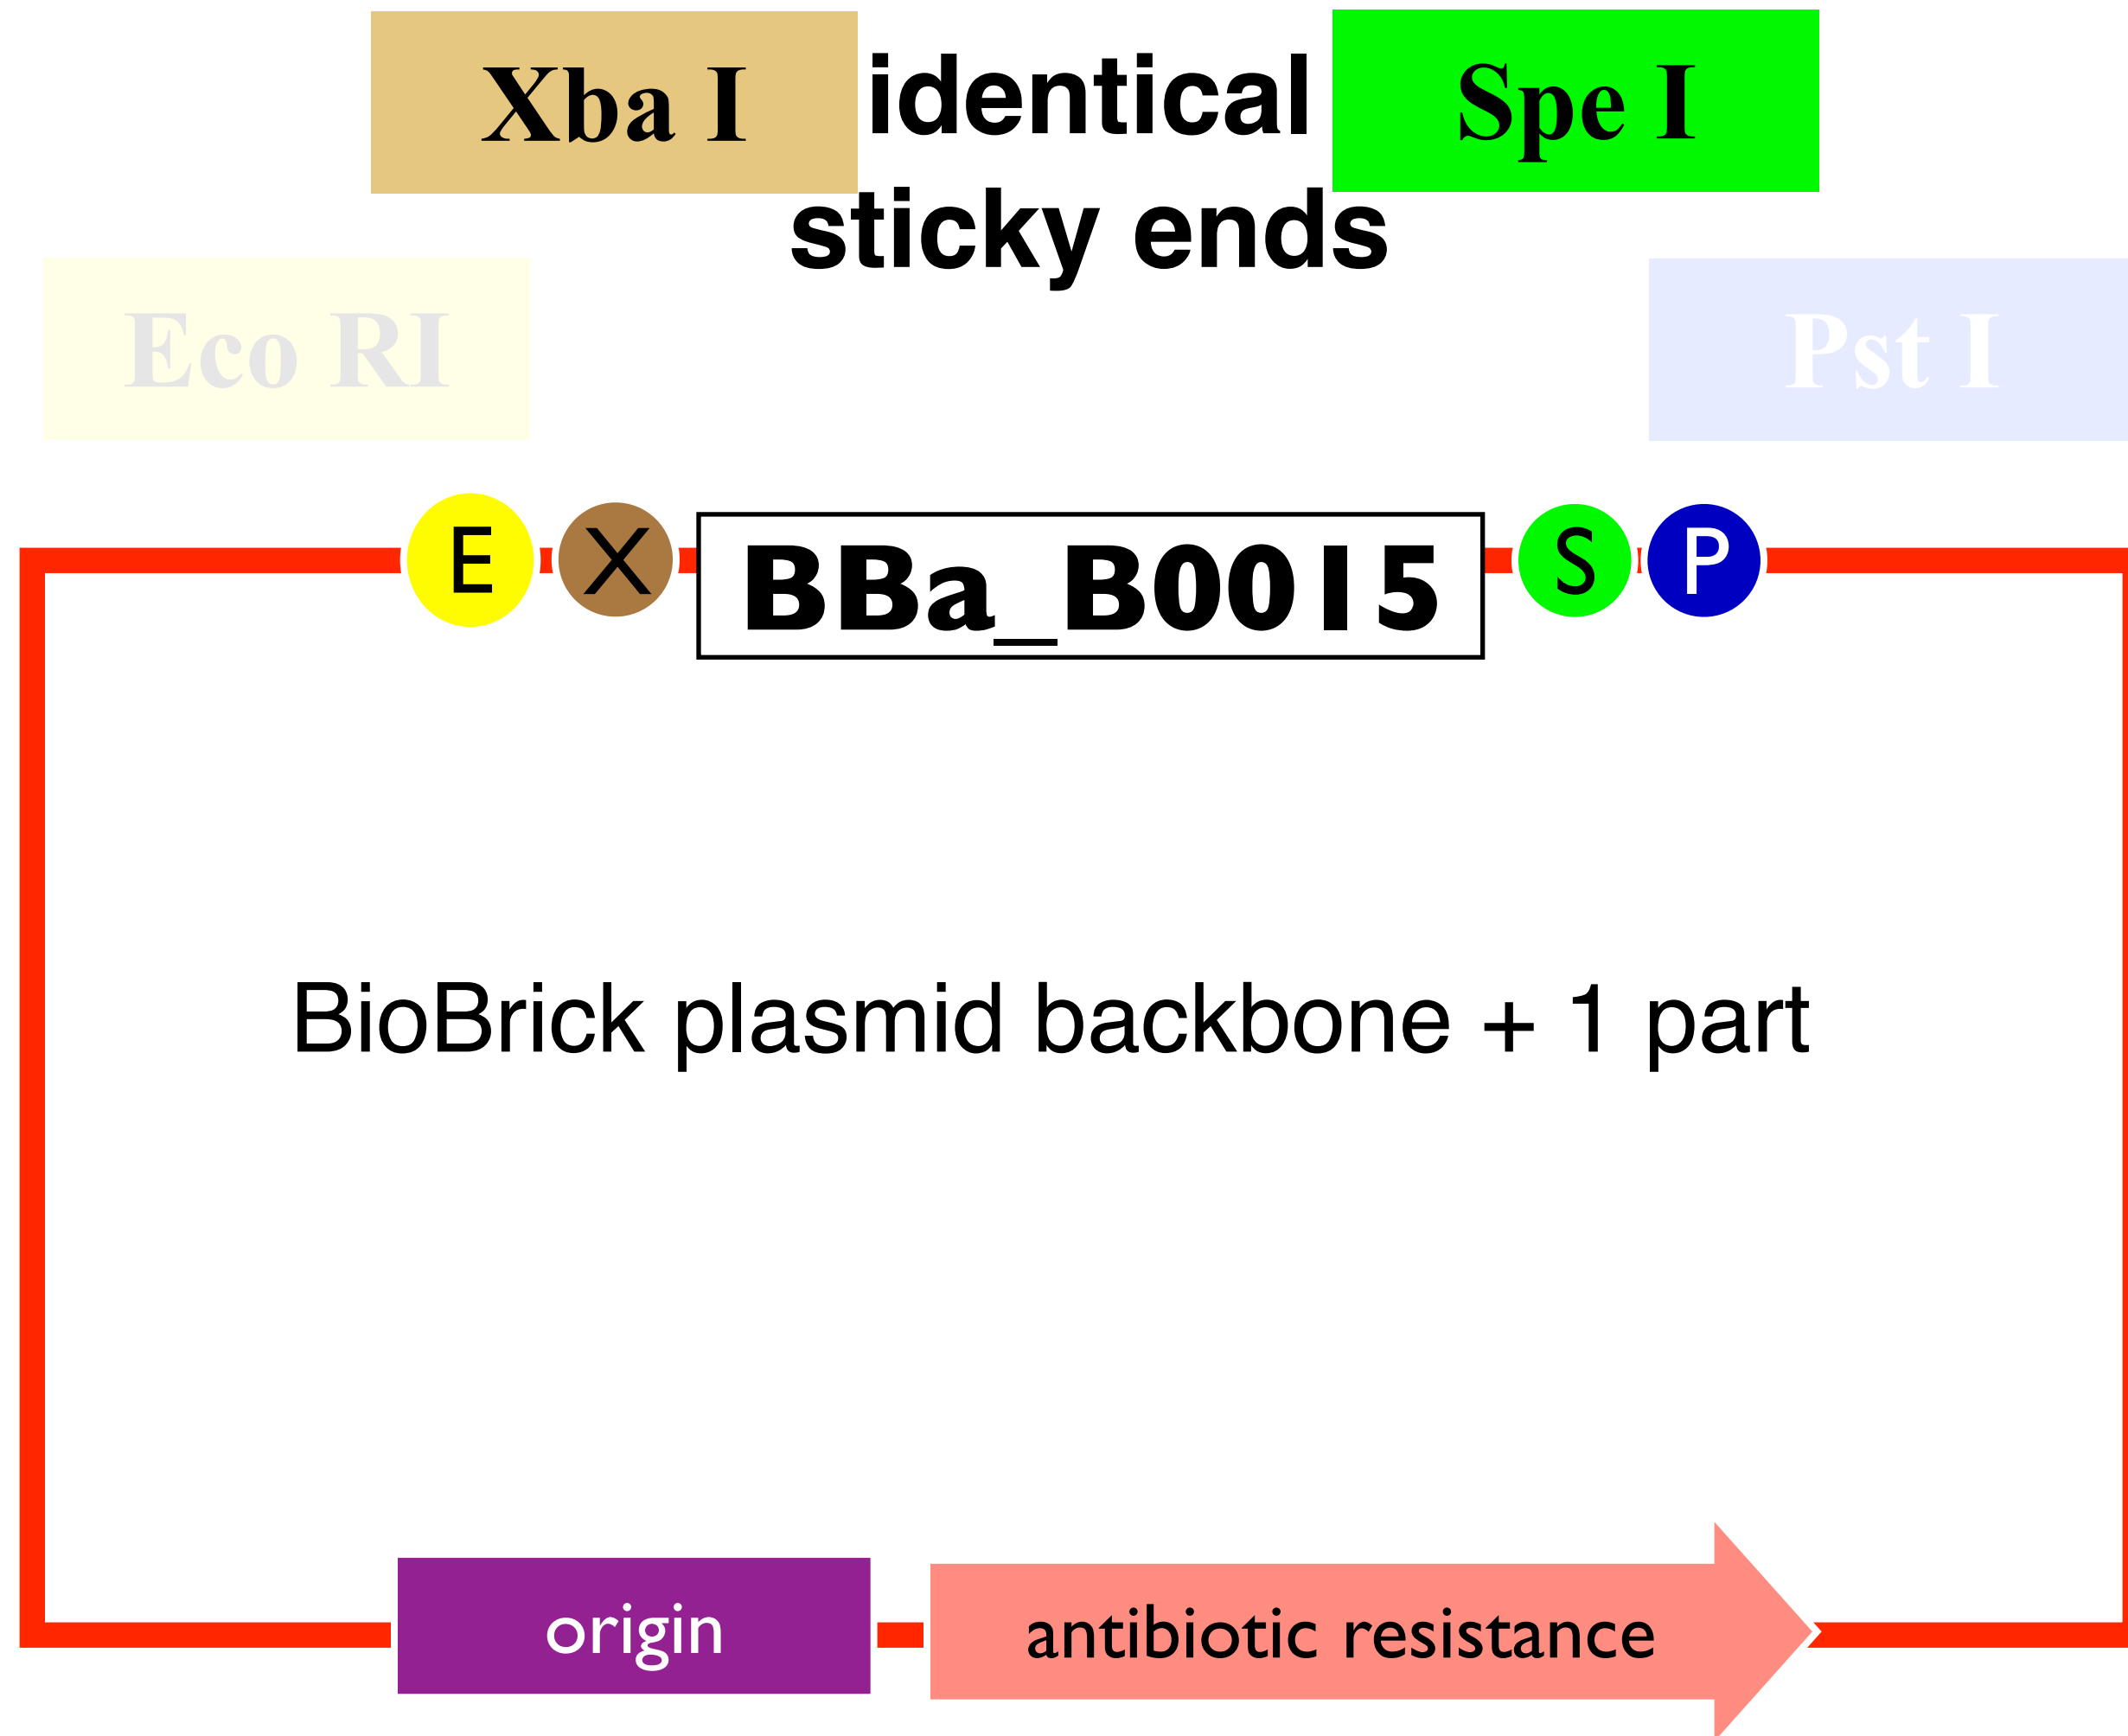 Xba I
identical
sticky ends
Spe I
Eco RI
Pst I
E
X
BBa_B0015
S
P
BioBrick plasmid backbone + 1 part
origin
antibiotic resistance